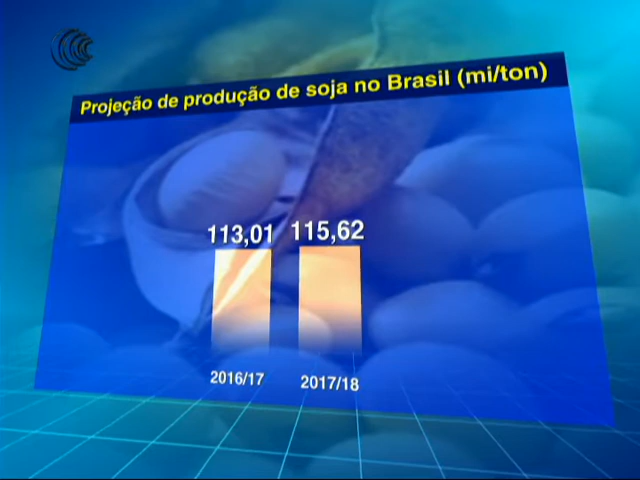 Projeção de produção de soja no Brasil (mi/ton)
113,01 115,62
2016/17 2017/18